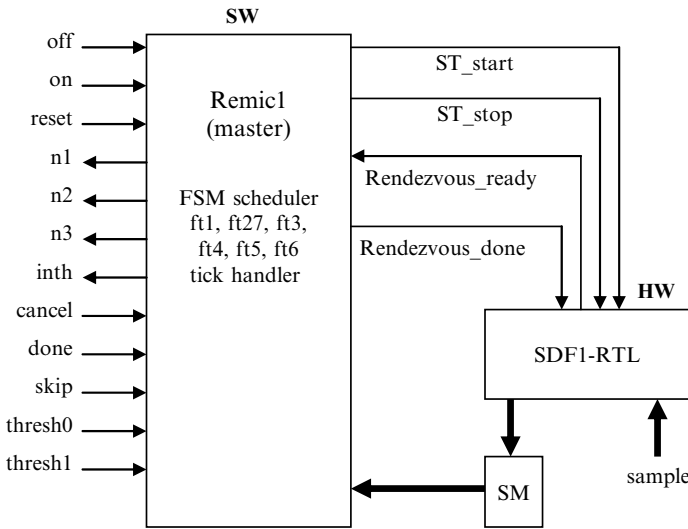 SW
off
on
reset
n1
n2
n3
inth
cancel
done
skip
thresh0
thresh1
Remic1
(master)
FSM scheduler
ft1, ft27, ft3,
ft4, ft5, ft6
tick handler
ST_start
ST_stop
Rendezvous_ready
Rendezvous_done
HW
SDF1-RTL
SM
sample